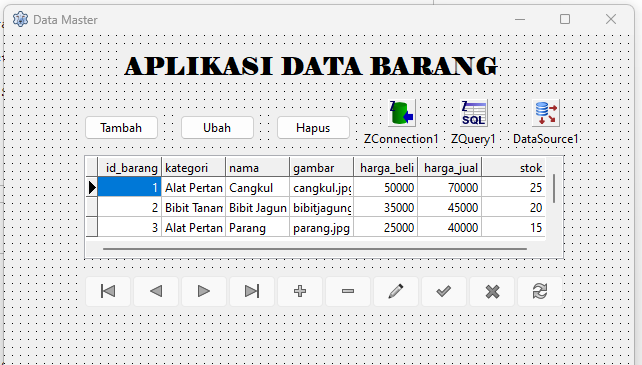 Data Master
APLIKASI DATA BARANG
Tambah Ubah Hapus ZConnection1 ZQuery1 DataSource1
Z Z SQL
id_barang kategori nama gambar harga_beli harga_jual stok
1 Alat Pertan Cangkul cangkul.jpg 50000 70000 25
2 Bibit Tanam Bibit Jagun bibitjagung 35000 45000 20
3 Alat Pertan Parang parang.jpg 25000 40000 15